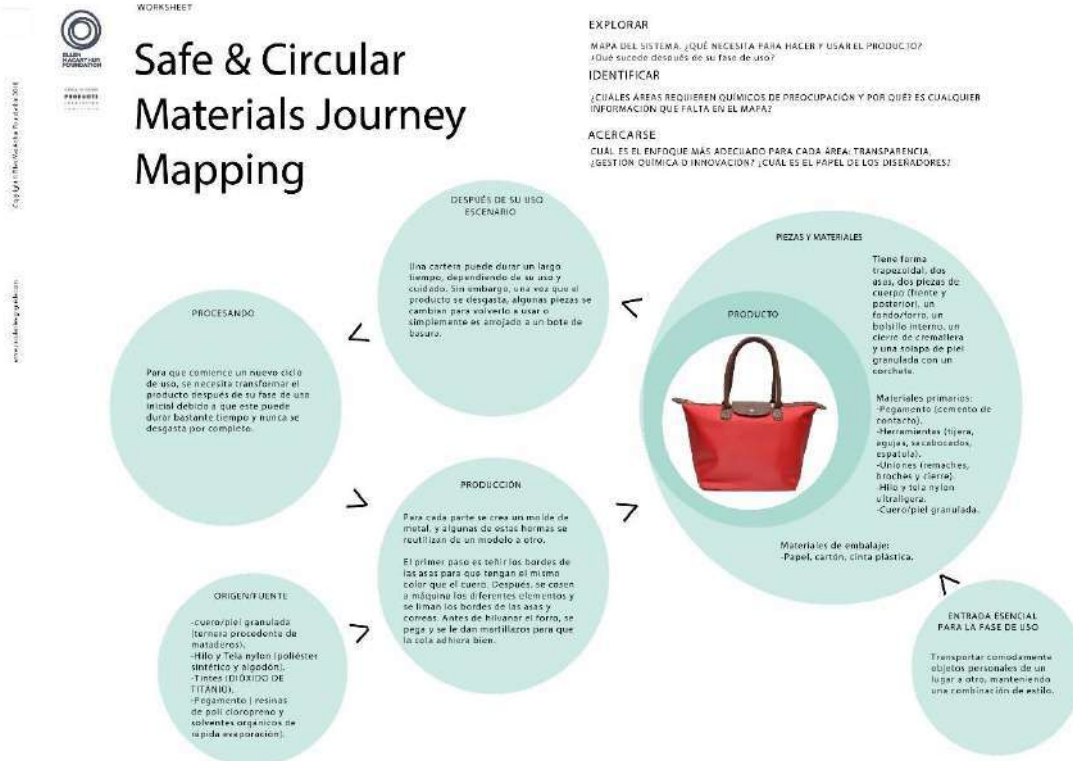 WORKSHEET
ELLEN
MACARTHUR
FOUNDATION
PRODUCTS
Safe & Circular
Materials Journey
Mapping
EXPLORAR
MAPA DEL SISTEMA. ¿QUÉ NECESITA PARA HACER Y USAR EL PRODUCTO?
¿Qué sucede después de su fase de uso?
IDENTIFICAR
¿CUÁLES ÁREAS REQUIEREN QUÍMICOS DE PREOCUPACIÓN Y POR QUÉ? ES CUALQUIER
INFORMACIÓN QUE FALTA EN EL MAPA?
ACERCARSE
CUÁL ES EL ENFOQUE MÁS ADECUADO PARA CADA ÁREA: TRANSPARENCIA,
¿GESTIÓN QUÍMICA O INNOVACIÓN? ¿CUÁL ES EL PAPEL DE LOS DISEÑADORES?
DESPUÉS DE SU USO
ESCENARIO
Una cartera puede durar un largo
tiempo, dependiendo de su uso y
cuidado. Sin embargo, una vez que el
producto se desgasta, algunas piezas se
cambian para volverlo a usar o
simplemente es arrojado a un bote de
basura.
PROCESANDO
Para que comience un nuevo ciclo
de uso, se necesita transformar el
producto después de su fase de uso
inicial debido a que este puede
durar bastante tiempo y nunca se
desgasta por completo.
PIEZAS Y MATERIALES
Tiene forma
trapezoidal, dos
asas, dos piezas de
cuerpo (frente y
posterior), un
fondo/forro, un
bolsillo interno, un
cierre de cremallera
y una solapa de piel
granulada con un
corchete.
Materiales primarios:
-Pegamento (cemento de
contacto).
-Herramientas (tijera,
agujas, sacabocados,
espatula).
-Uniones (remaches,
broches y cierre).
-Hilo y tela nylon
ultraligera.
-Cuero/piel granulada.
Materiales de embalaje:
-Papel, cartón, cinta plástica.
PRODUCTO
PRODUCCIÓN
Para cada parte se crea un molde de
metal, y algunas de estas hormas se
reutilizan de un modelo a otro.
El primer paso es teñir los bordes de
las asas para que tengan el mismo
color que el cuero. Después, se cosen
a máquina los diferentes elementos y
se liman los bordes de las asas y
correas. Antes de hilvanar el forro, se
pega y se le dan martillazos para que
la cola adhiera bien.
ORIGEN/FUENTE
-cuero/piel granulada
(ternera procedente de
mataderos).
-Hilo y Tela nylon (poliéster
sintético y algodón).
-Tintes (DIÓXIDO DE
TITANIO).
-Pegamento ( resinas
de poli cloropreno y
solventes orgánicos de
rápida evaporación).
ENTRADA ESENCIAL
PARA LA FASE DE USO
Transportar comodamente
objetos personales de un
lugar a otro, manteniendo
una combinación de estilo.